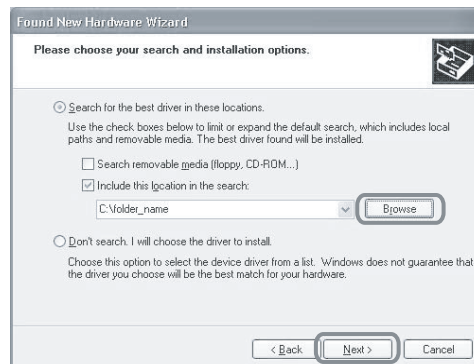 Found New Hardware Wizard
Please choose your search and installation options.
Search for the best driver in these locations.
Use the check boxes below to limit or expand the default search, which includes local
paths and removable media. The best driver found will be installed.
Search removable media (floppy, CD-ROM...)
Include this location in the search:
C:\folder_name
Browse
Don't search. I will choose the driver to install.
Choose this option to select the device driver from a list. Windows does not guarantee that
the driver you choose will be the best match for your hardware.
< Back
Next >
Cancel